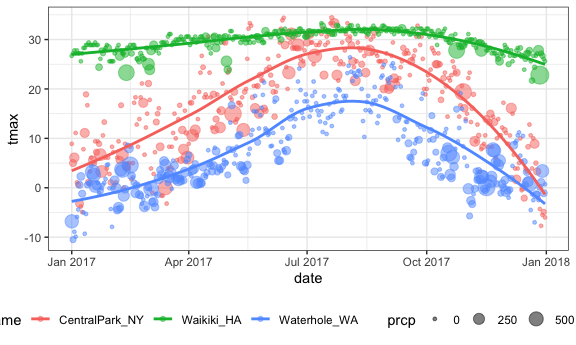 30
20
10
0
-10
tmax
Jan 2017 Apr 2017 Jul 2017 Oct 2017 Jan 2018
date
ame CentralPark_NY Waikiki_HA Waterhole_WA prcp 0 250 500